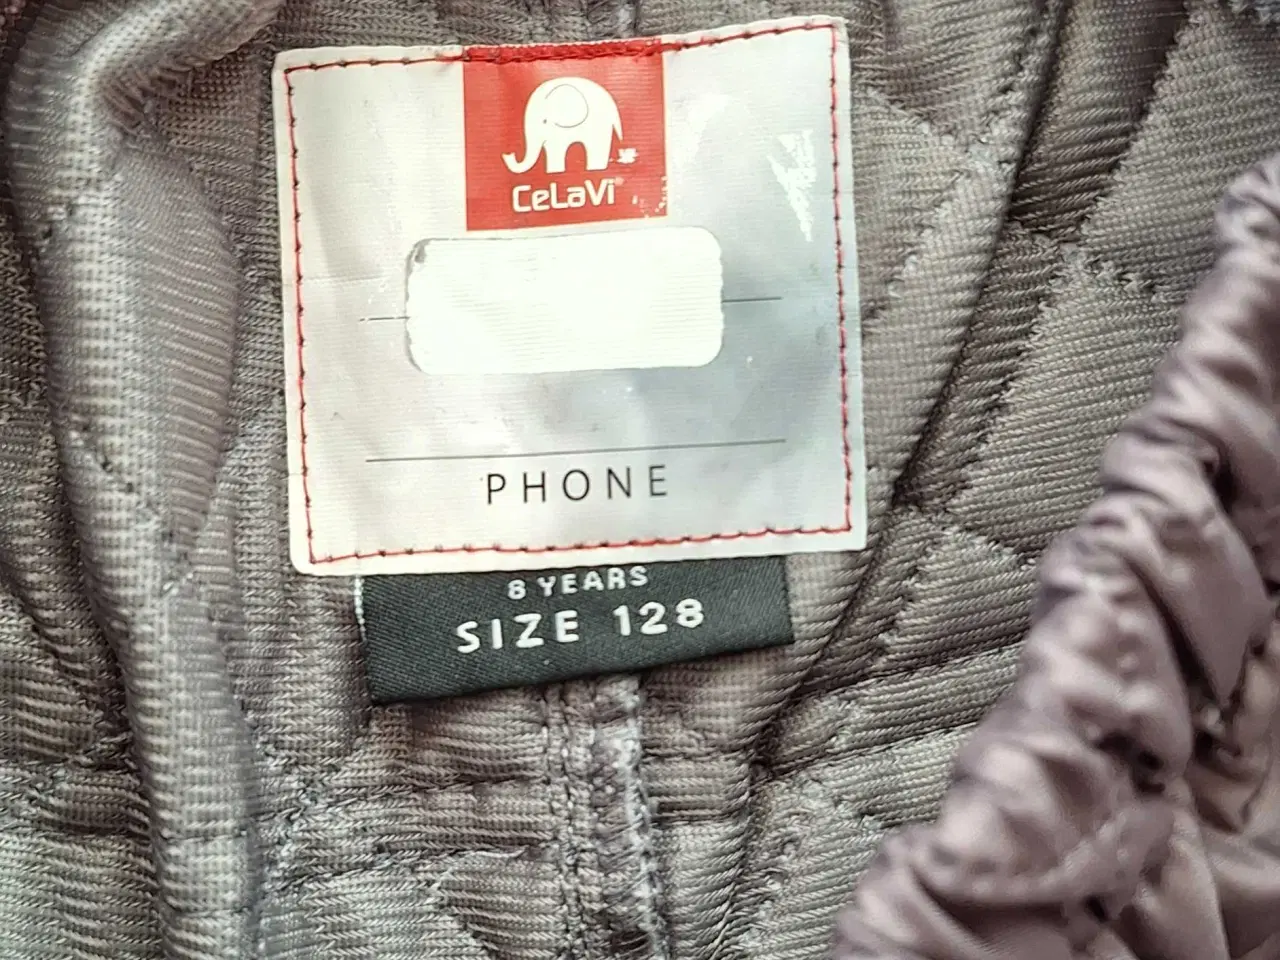 CeLaVi®
PHONE
8 YEARS
SIZE 128